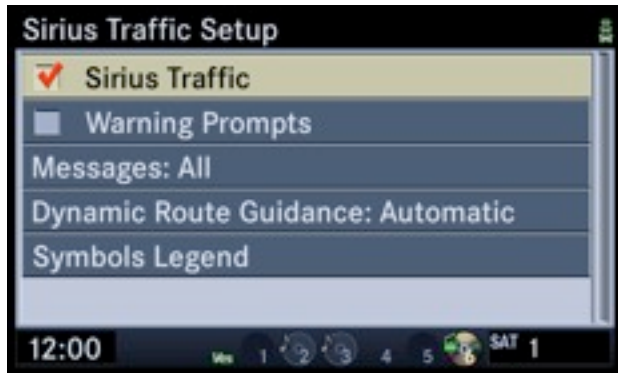 Sirius Traffic Setup
Sirius Traffic
Warning Prompts
Messages: All
Dynamic Route Guidance: Automatic
Symbols Legend
12:00 Yes 1 2 3 4 5 6 SAT 1